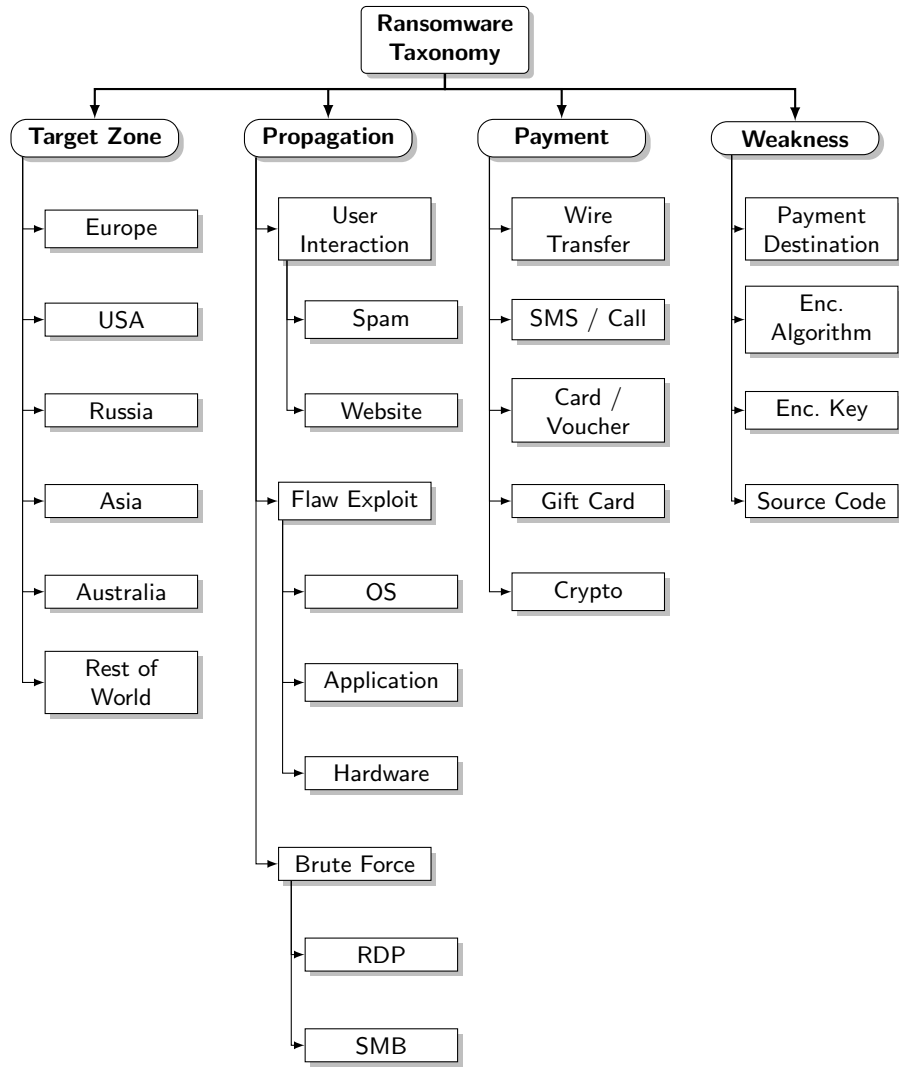 Ransomware
Taxonomy
Target Zone
Europe
USA
Russia
Asia
Australia
Rest of
World
Propagation
User
Interaction
Spam
Website
Flaw Exploit
OS
Application
Hardware
Brute Force
RDP
SMB
Payment
Wire
Transfer
SMS / Call
Card /
Voucher
Gift Card
Crypto
Weakness
Payment
Destination
Enc.
Algorithm
Enc. Key
Source Code